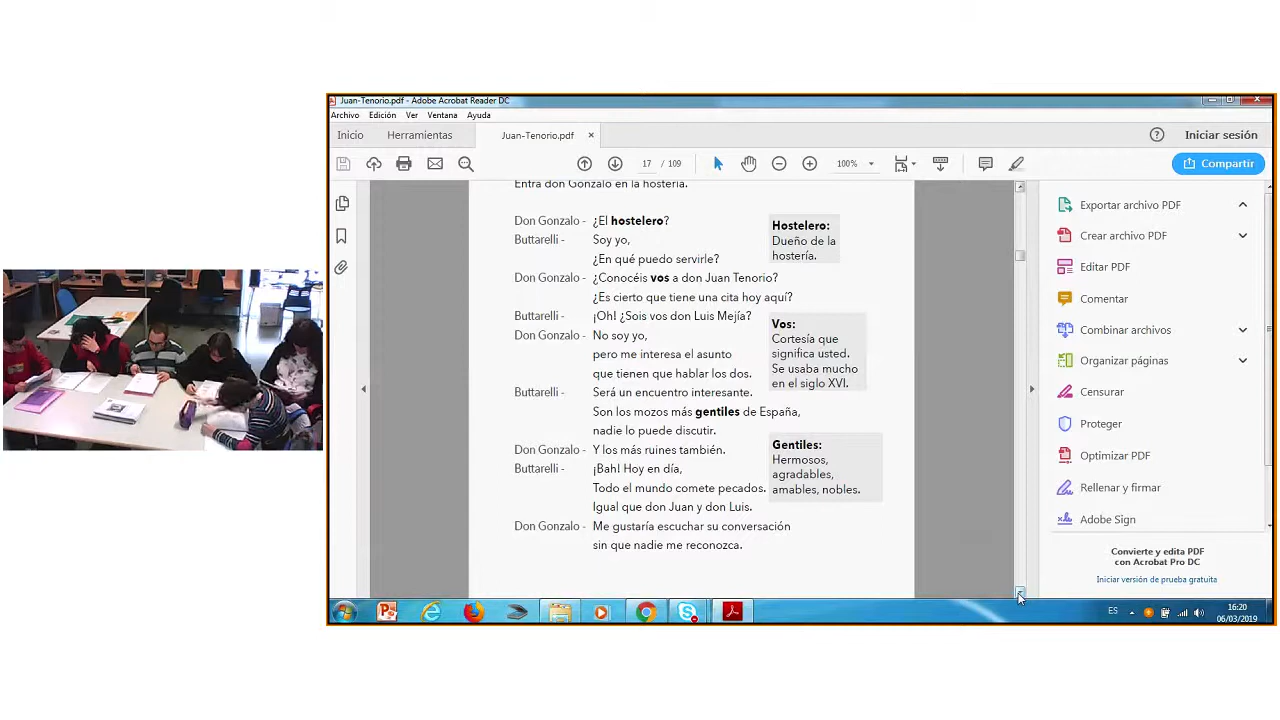 Juan-Tenorio.pdf - Adobe Acrobat Reader DC
Archivo Edición Ver Ventana Ayuda
Inicio Herramientas Juan-Tenorio.pdf × Iniciar sesión
17 / 109 100% Compartir
Entra don Gonzalo en la hostería.
Don Gonzalo - ¿El hostelero?
Buttarelli - Soy yo,
¿En qué puedo servirle?
Don Gonzalo - ¿Conocéis vos a don Juan Tenorio?
¿Es cierto que tiene una cita hoy aquí?
Buttarelli - ¡Oh! ¿Sois vos don Luis Mejía?
Don Gonzalo - No soy yo,
pero me interesa el asunto
que tienen que hablar los dos.
Buttarelli - Será un encuentro interesante.
Son los mozos más gentiles de España,
nadie lo puede discutir.
Don Gonzalo - Y los más ruines también.
Buttarelli - ¡Bah! Hoy en día,
Todo el mundo comete pecados.
Igual que don Juan y don Luis.
Don Gonzalo - Me gustaría escuchar su conversación
sin que nadie me reconozca.
Hostelero:
Dueño de la
hostería.
Vos:
Cortesía que
significa usted.
Se usaba mucho
en el siglo XVI.
Gentiles:
Hermosos,
agradables,
amables, nobles.
Exportar archivo PDF
Crear archivo PDF
Editar PDF
Comentar
Combinar archivos
Organizar páginas
Censurar
Proteger
Optimizar PDF
Rellenar y firmar
Adobe Sign
Convierte y edita PDF
con Acrobat Pro DC
Iniciar versión de prueba gratuita
ES
16:20
06/03/2019